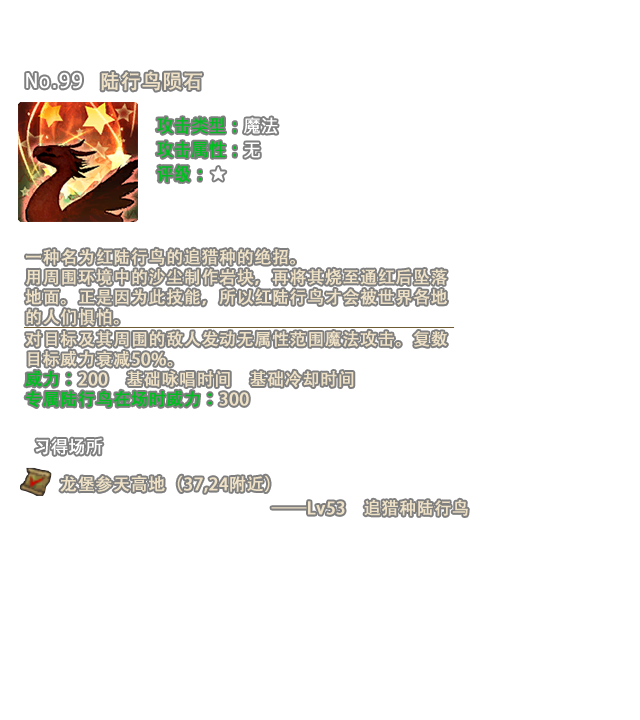 No.99 陆行鸟陨石
攻击类型：魔法
攻击属性：无
评级：★
一种名为红陆行鸟的追猎种的绝招。
用周围环境中的沙尘制作岩块，再将其烧至通红后坠落
地面。正是因为此技能，所以红陆行鸟才会被世界各地
的人们惧怕。
对目标及其周围的敌人发动无属性范围魔法攻击。复数
目标威力衰减50%。
威力：200 基础咏唱时间 基础冷却时间
专属陆行鸟在场时威力：300
习得场所
龙堡参天高地（37,24附近）
——Lv53 追猎种陆行鸟